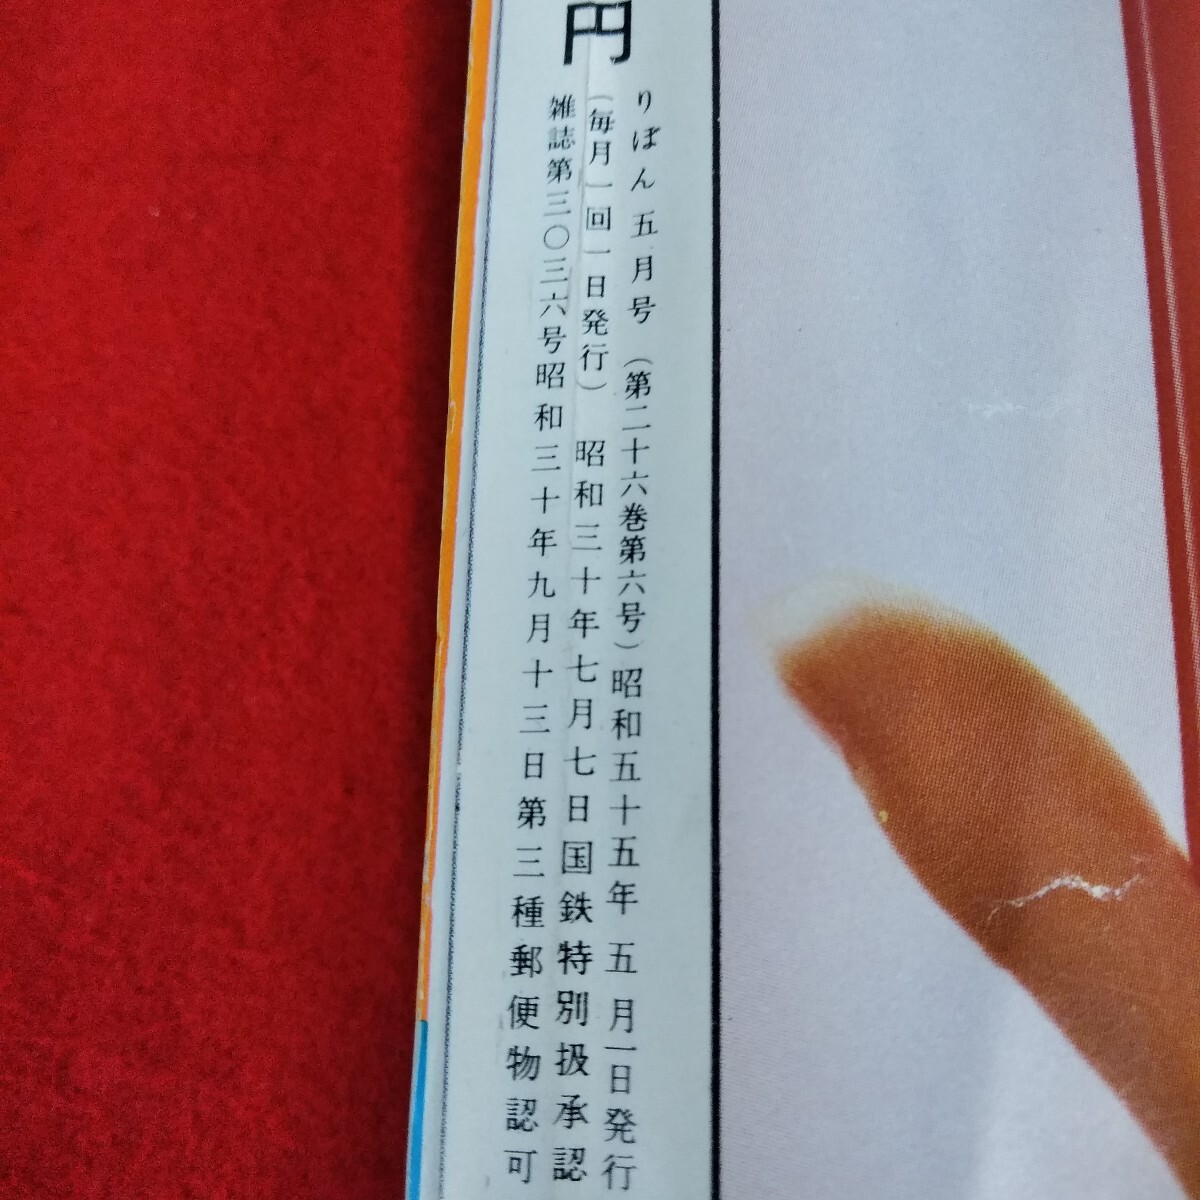 円
りぼん五月号（第二十六巻第六号）昭和五十五年五月一日発行
（毎月一回一日発行）昭和三十年七月七日国鉄特別扱承認
雑誌第三〇三六号昭和三十年九月十三日第三種郵便物認可